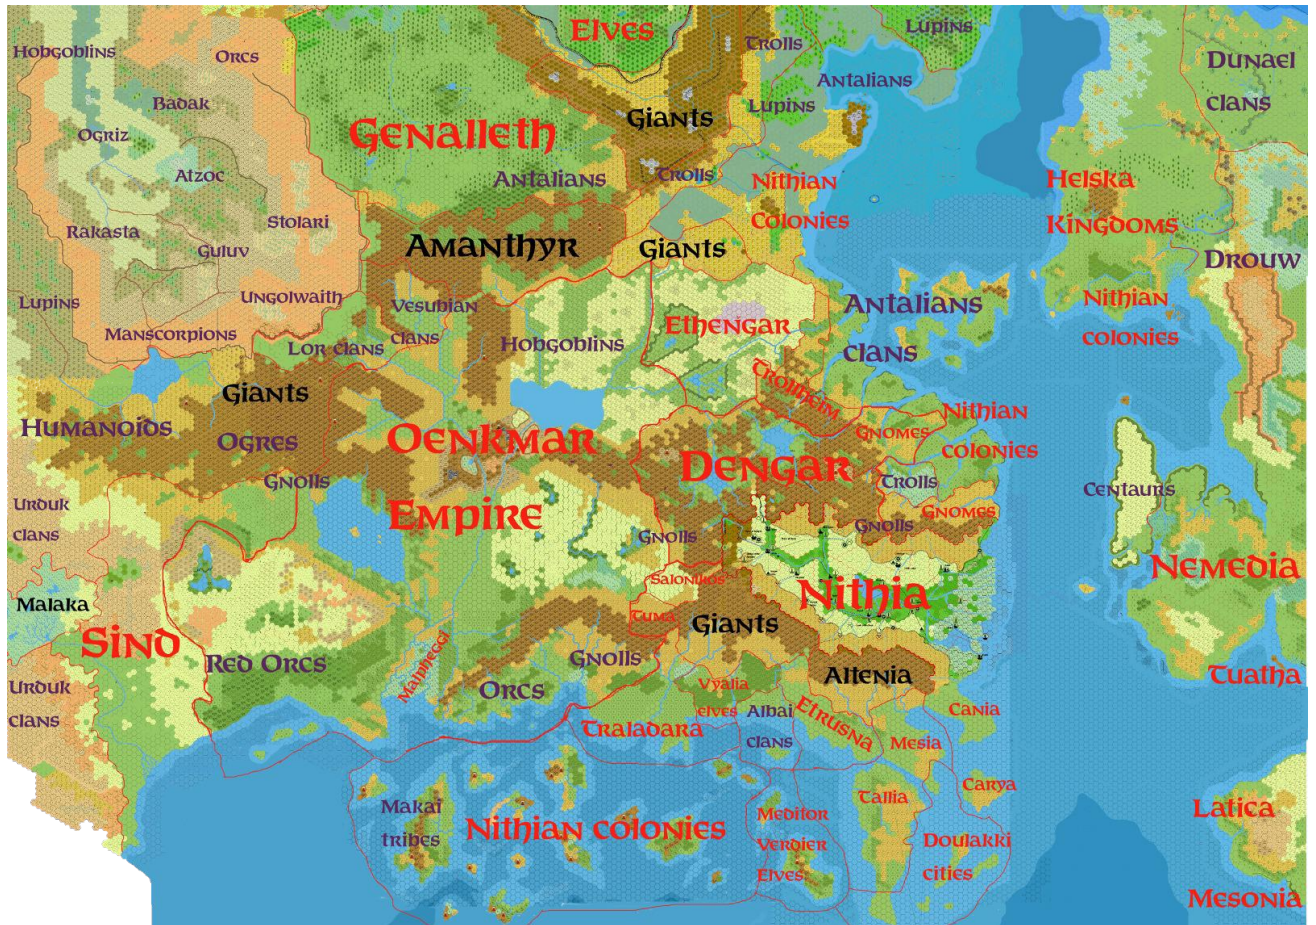 Elves
Lupins
Hobgoblins
Orcs
Trolls
Dunael
clans
Antalians
Badak
Lupins
Giants
Ogriz
Genalleth
Atzoc
Antalians
Trolls
Nithian
Colonies
Helska
Kingdoms
Stolari
Rakasta
Guluv
Amanthyr
Giants
Drouw
Lupins
Ungolwaith
Vesubian
clans
Antalians
clans
Nithian
colonies
Manscorpions
Lor clans
Hobgoblins
Ethengar
Trollheim
Giants
Humanoids
Ogres
Oenkmar
Empire
Dengar
Gnomes
Nithian
colonies
Gnolls
Trolls
Centaurs
Urduk
clans
Gnomes
Gnolls
Gnolls
Salonikos
Nithia
Nemedia
Malaka
Tuma
Giants
Sind
Red Orcs
Malpheggi
Gnolls
Orcs
Altenia
Tuatha
Urduk
clans
Vyalia
elves
Albai
clans
Etrusna
Cania
Traladara
Mesia
Makai
tribes
Nithian colonies
Meditor
Verdier
Elves
Tallia
Carya
Doulakki
cities
Latica
Mesonia